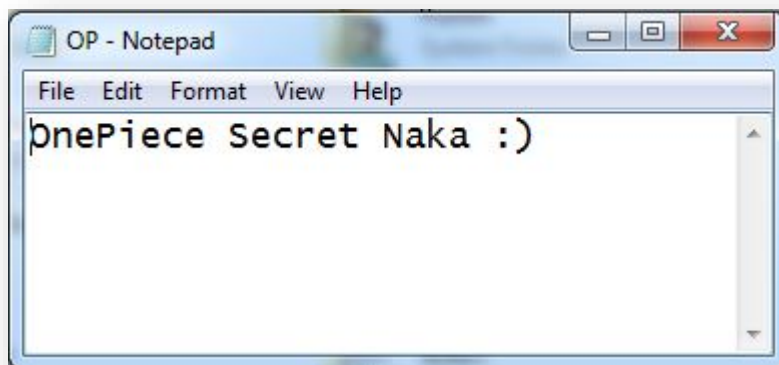 OP - Notepad
File Edit Format View Help
OnePiece Secret Naka :)